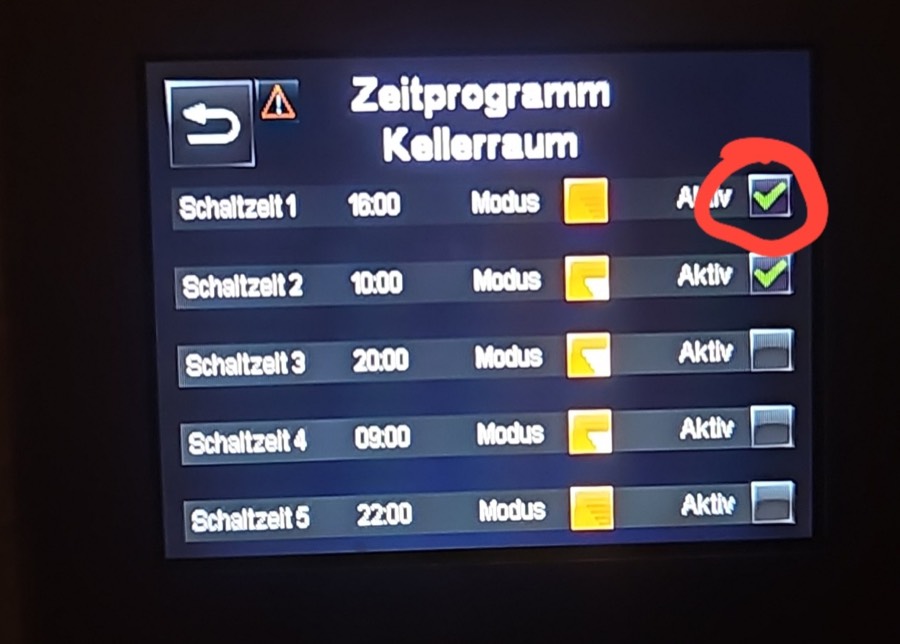 Zeitprogramm
Kellerraum
Schaltzeit 1 16:00 Modus Aktiv
Schaltzeit 2 10:00 Modus Aktiv
Schaltzeit 3 20:00 Modus Aktiv
Schaltzeit 4 09:00 Modus Aktiv
Schaltzeit 5 22:00 Modus Aktiv